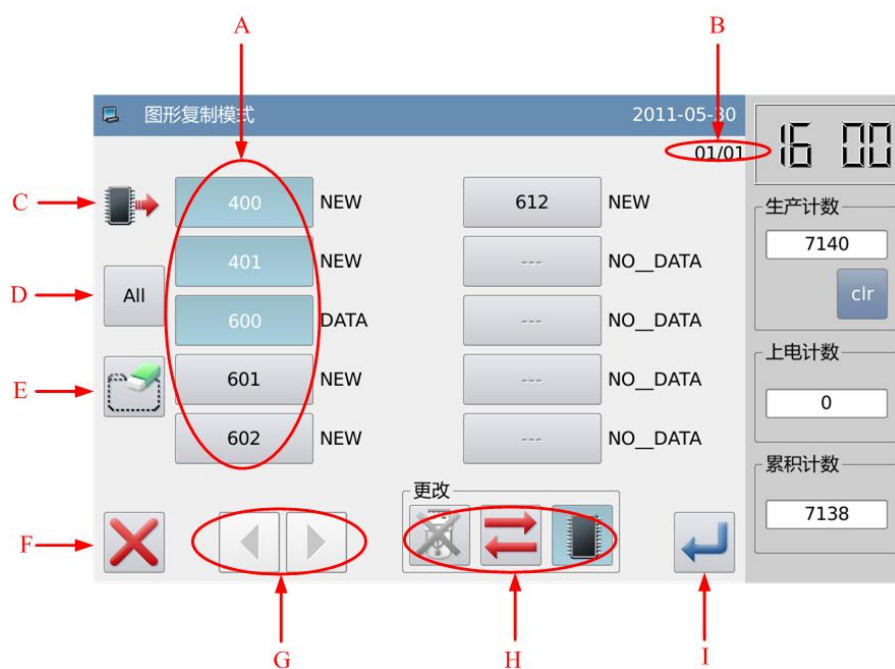 A
B
图形复制模式 2011-05-30
01/01
16 00
C
400 NEW 612 NEW
生产计数
7140
401 NEW --- NO__DATA
D
All
clr
600 DATA --- NO__DATA
上电计数
E
601 NEW --- NO__DATA
0
602 NEW --- NO__DATA
累积计数
更改
7138
F
G
H
I